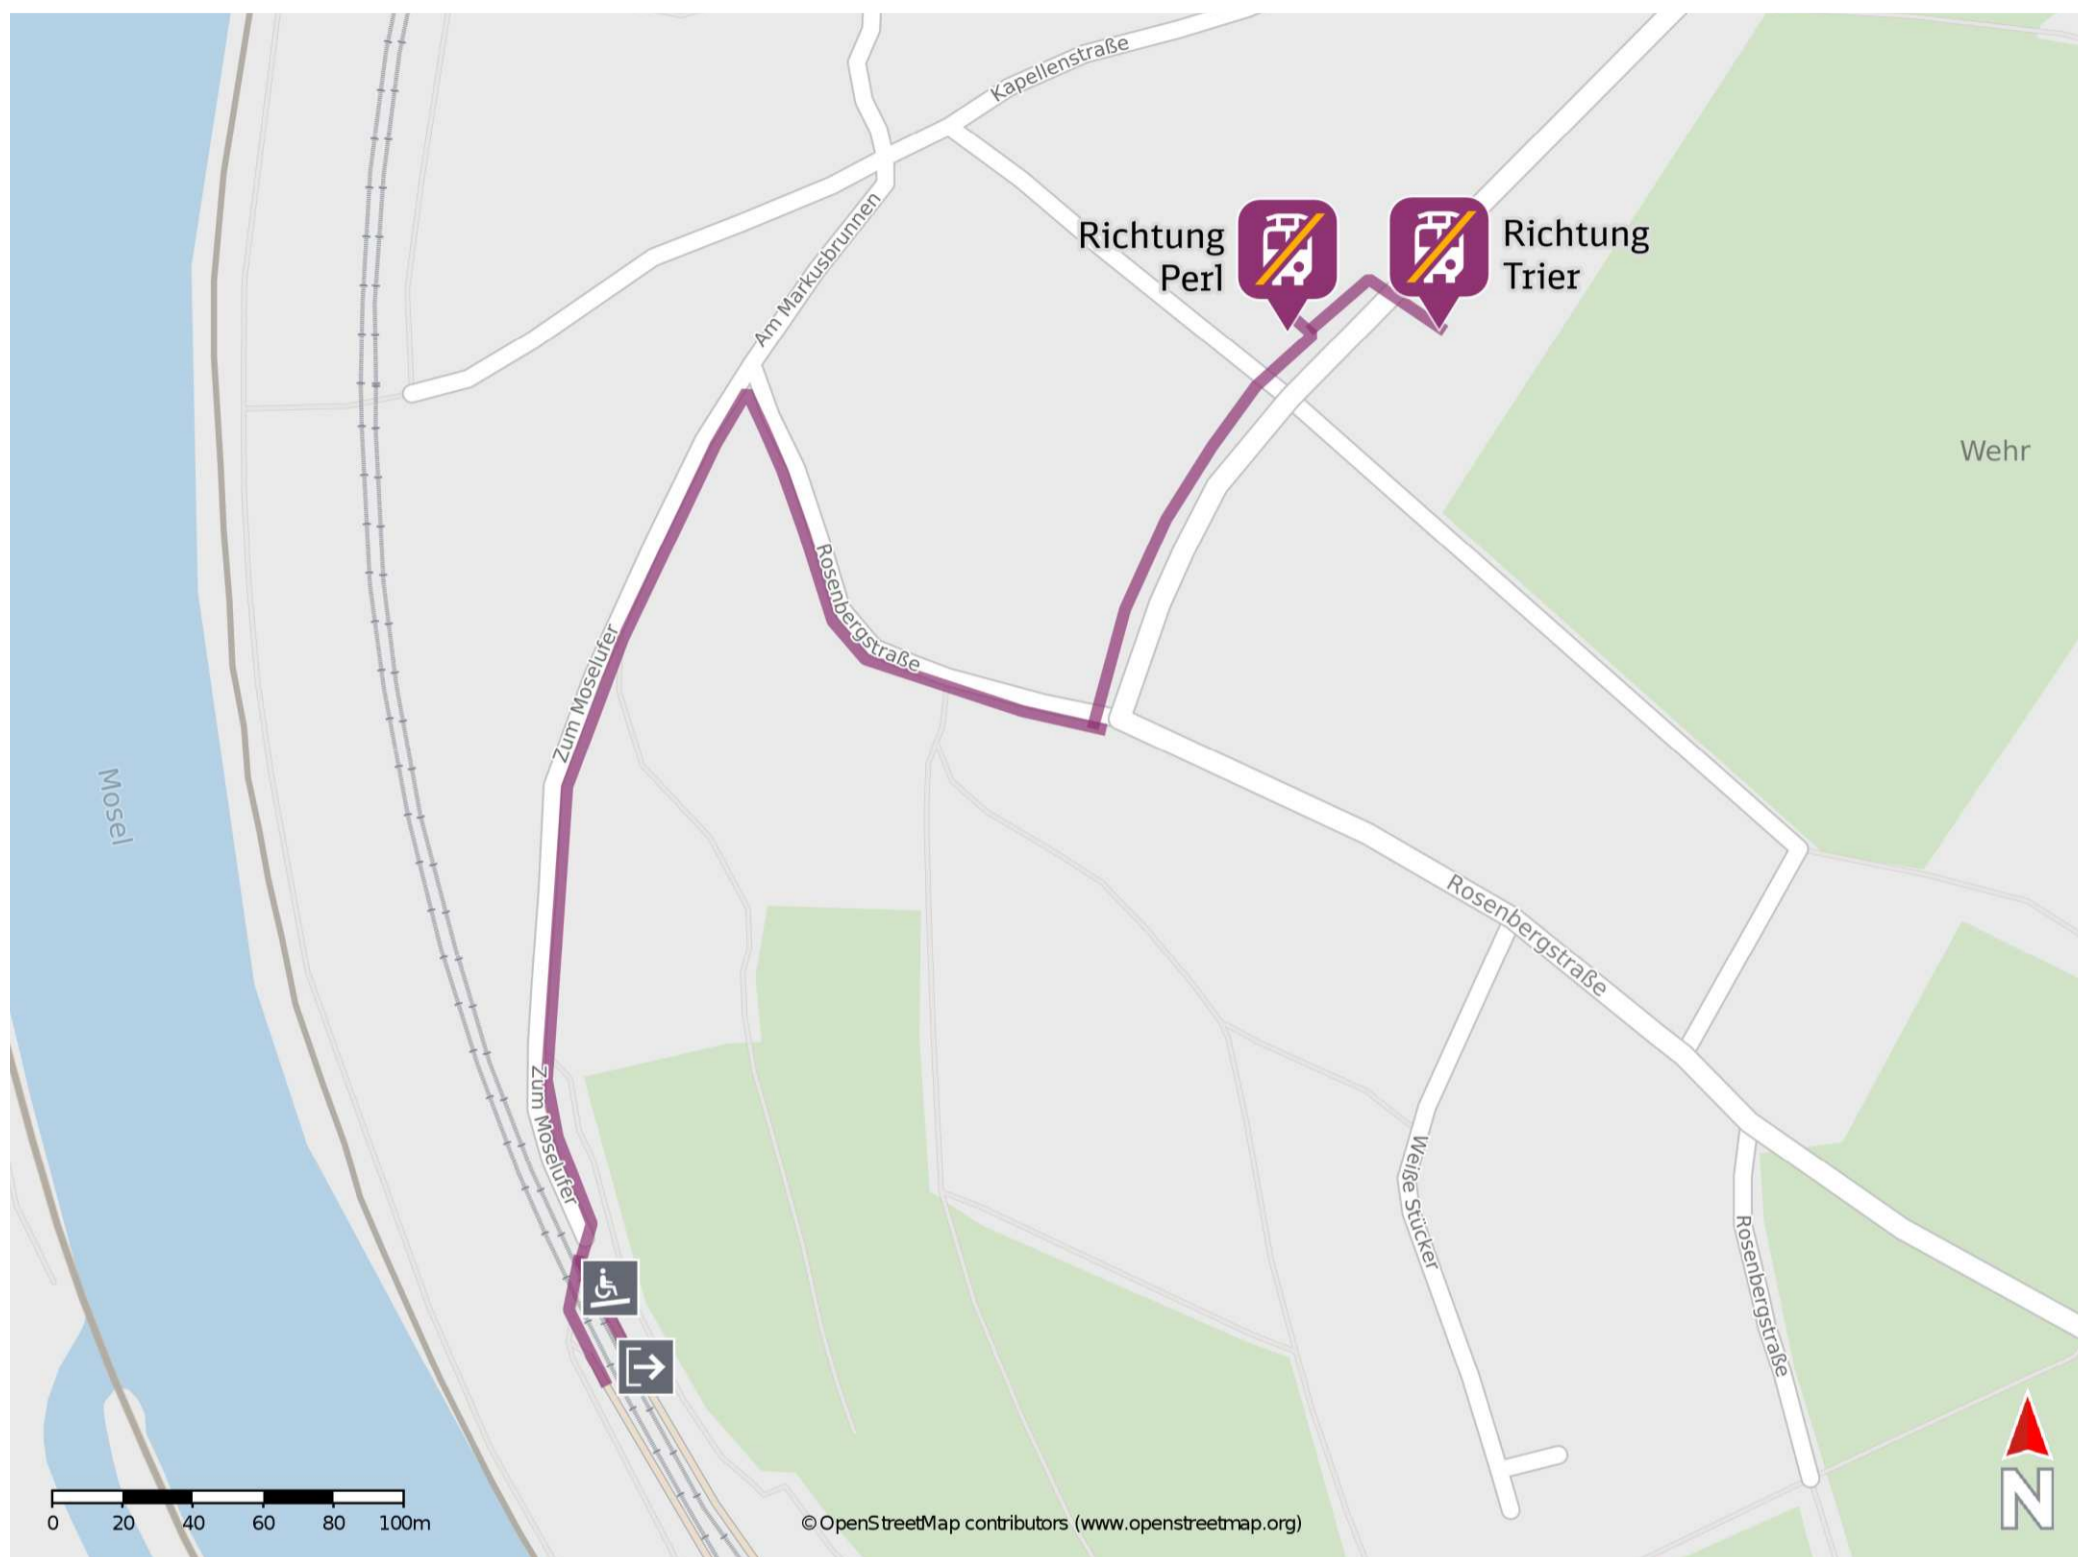 Kapellenstraße
Am Markusbrunnen
Richtung
Perl
Richtung
Trier
Wehr
Rosenbergstraße
Zum Moselufer
Mosel
Rosenbergstraße
Zum Moselufer
Weiße Stücker
Rosenbergstraße
N
0 20 40 60 80 100m
© OpenStreetMap contributors (www.openstreetmap.org)